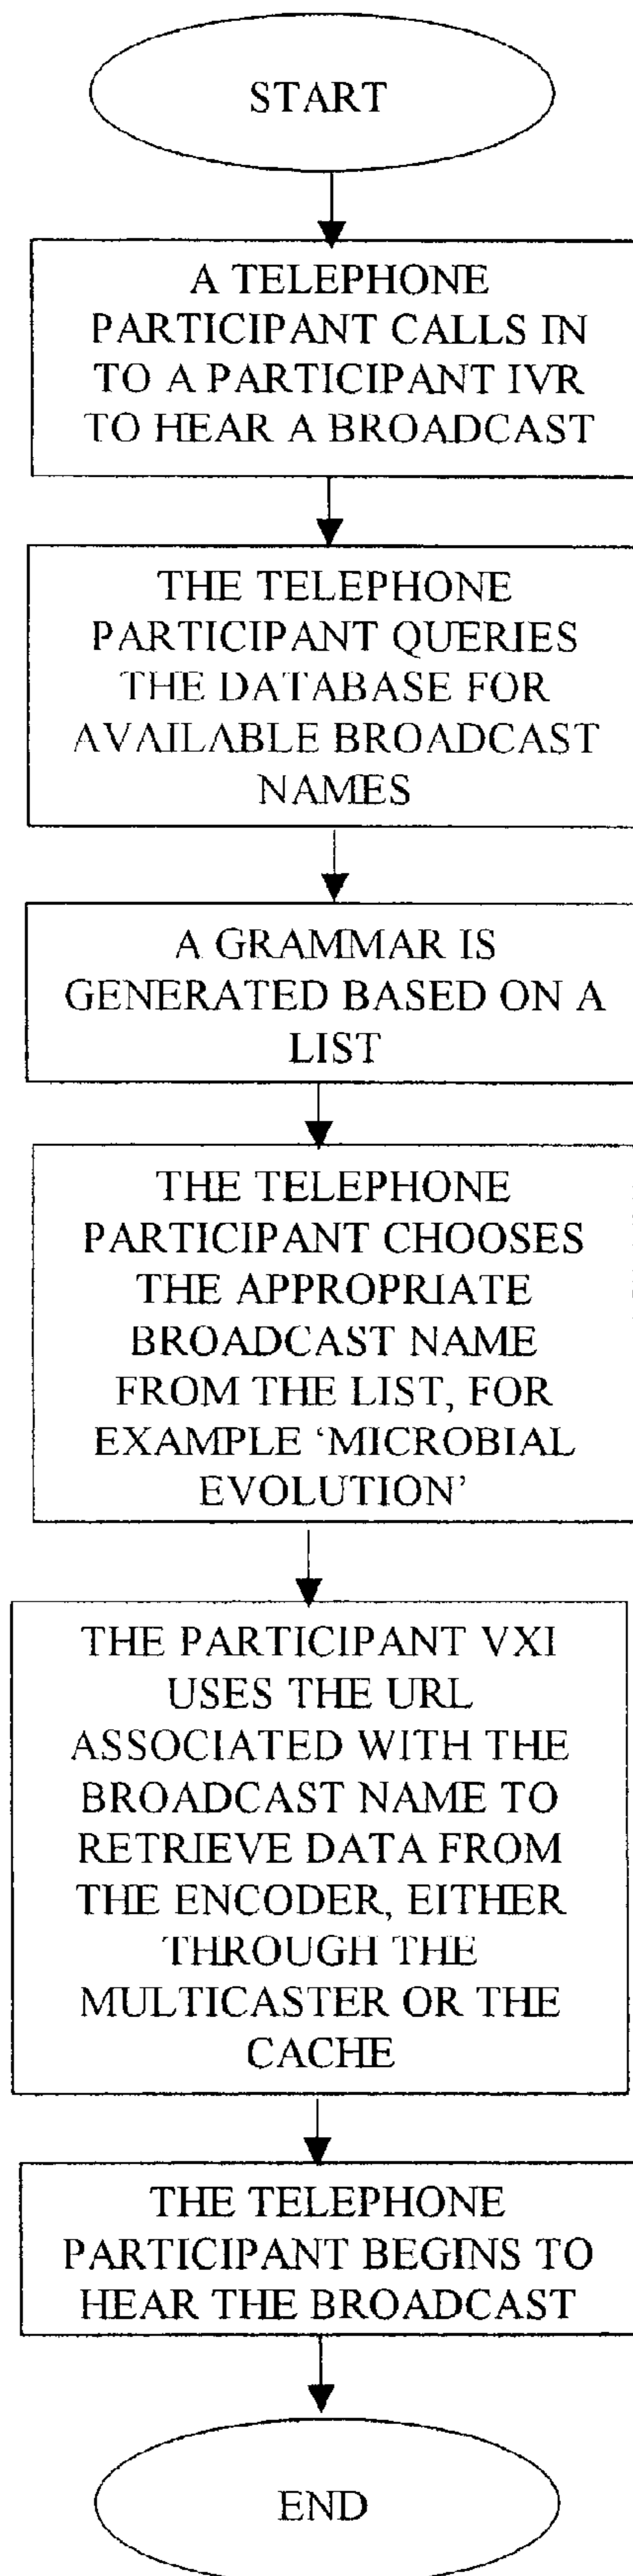 START
A TELEPHONE
PARTICIPANT CALLS IN
TO A PARTICIPANT IVR
TO HEAR A BROADCAST
THE TELEPHONE
PARTICIPANT QUERIES
THE DATABASE FOR
AVAILABLE BROADCAST
NAMES
A GRAMMAR IS
GENERATED BASED ON A
LIST
THE TELEPHONE
PARTICIPANT CHOOSES
THE APPROPRIATE
BROADCAST NAME
FROM THE LIST, FOR
EXAMPLE ‘MICROBIAL
EVOLUTION’
THE PARTICIPANT VXI
USES THE URL
ASSOCIATED WITH THE
BROADCAST NAME TO
RETRIEVE DATA FROM
THE ENCODER, EITHER
THROUGH THE
MULTICASTER OR THE
CACHE
THE TELEPHONE
PARTICIPANT BEGINS TO
HEAR THE BROADCAST
END